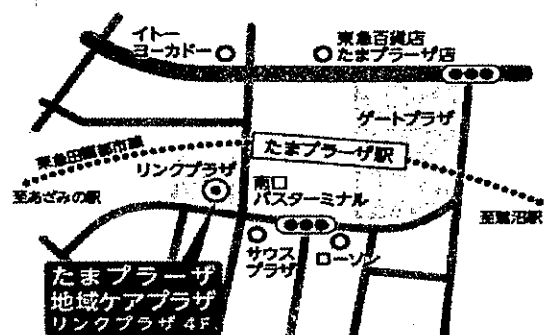 イトー
ヨーカドー
東急百貨店
たまプラーザ店
ゲートプラザ
東急田園都市線
たまプラーザ駅
リンクプラザ
至あざみの駅
南口
バスターミナル
至鷺沼駅
サウス
プラザ
ローソン
たまプラーザ
地域ケアプラザ
リンクプラザ 4F